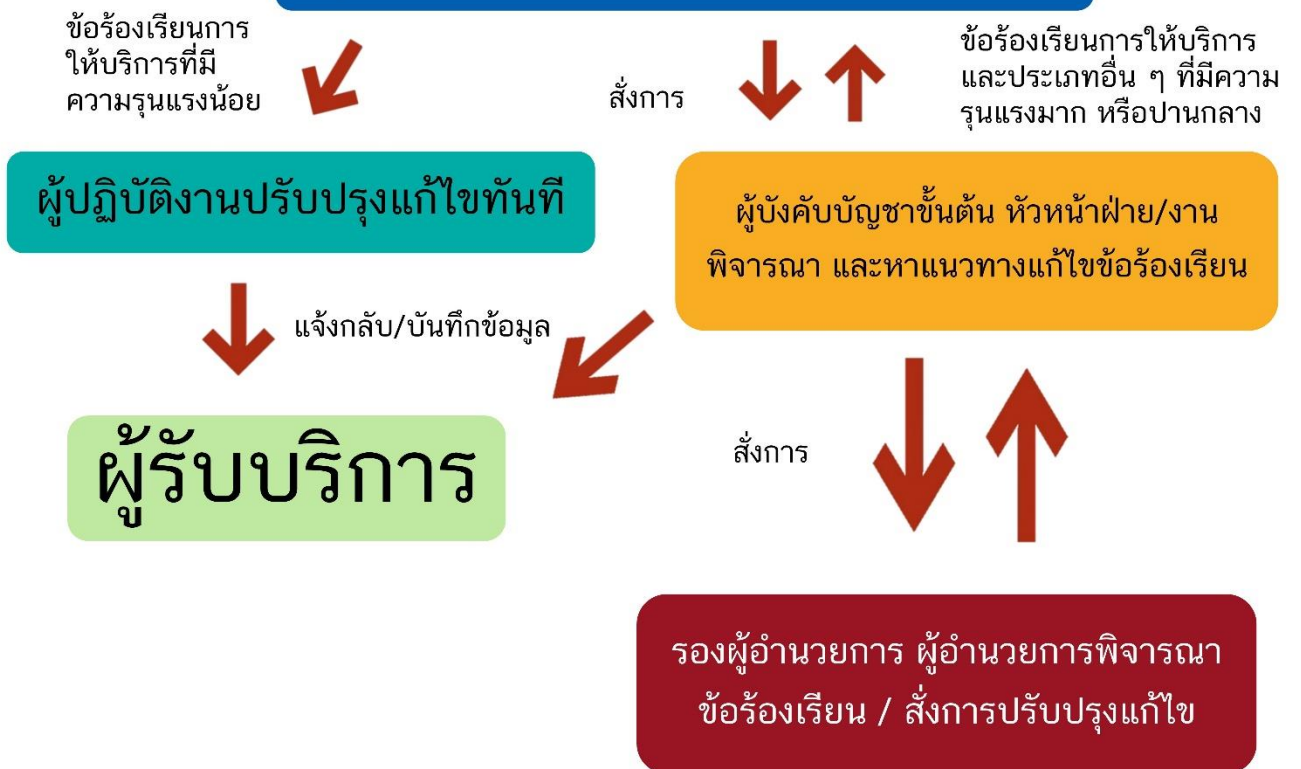 ข้อร้องเรียนการ
ให้บริการที่มี
ความรุนแรงน้อย
สั่งการ
ข้อร้องเรียนการให้บริการ
และประเภทอื่น ๆ ที่มีความ
รุนแรงมาก หรือปานกลาง
ผู้ปฏิบัติงานปรับปรุงแก้ไขทันที
ผู้บังคับบัญชาขั้นต้น หัวหน้าฝ่าย/งาน
พิจารณา และหาแนวทางแก้ไขข้อร้องเรียน
แจ้งกลับ/บันทึกข้อมูล
ผู้รับบริการ
สั่งการ
รองผู้อำนวยการ ผู้อำนวยการพิจารณา
ข้อร้องเรียน / สั่งการปรับปรุงแก้ไข